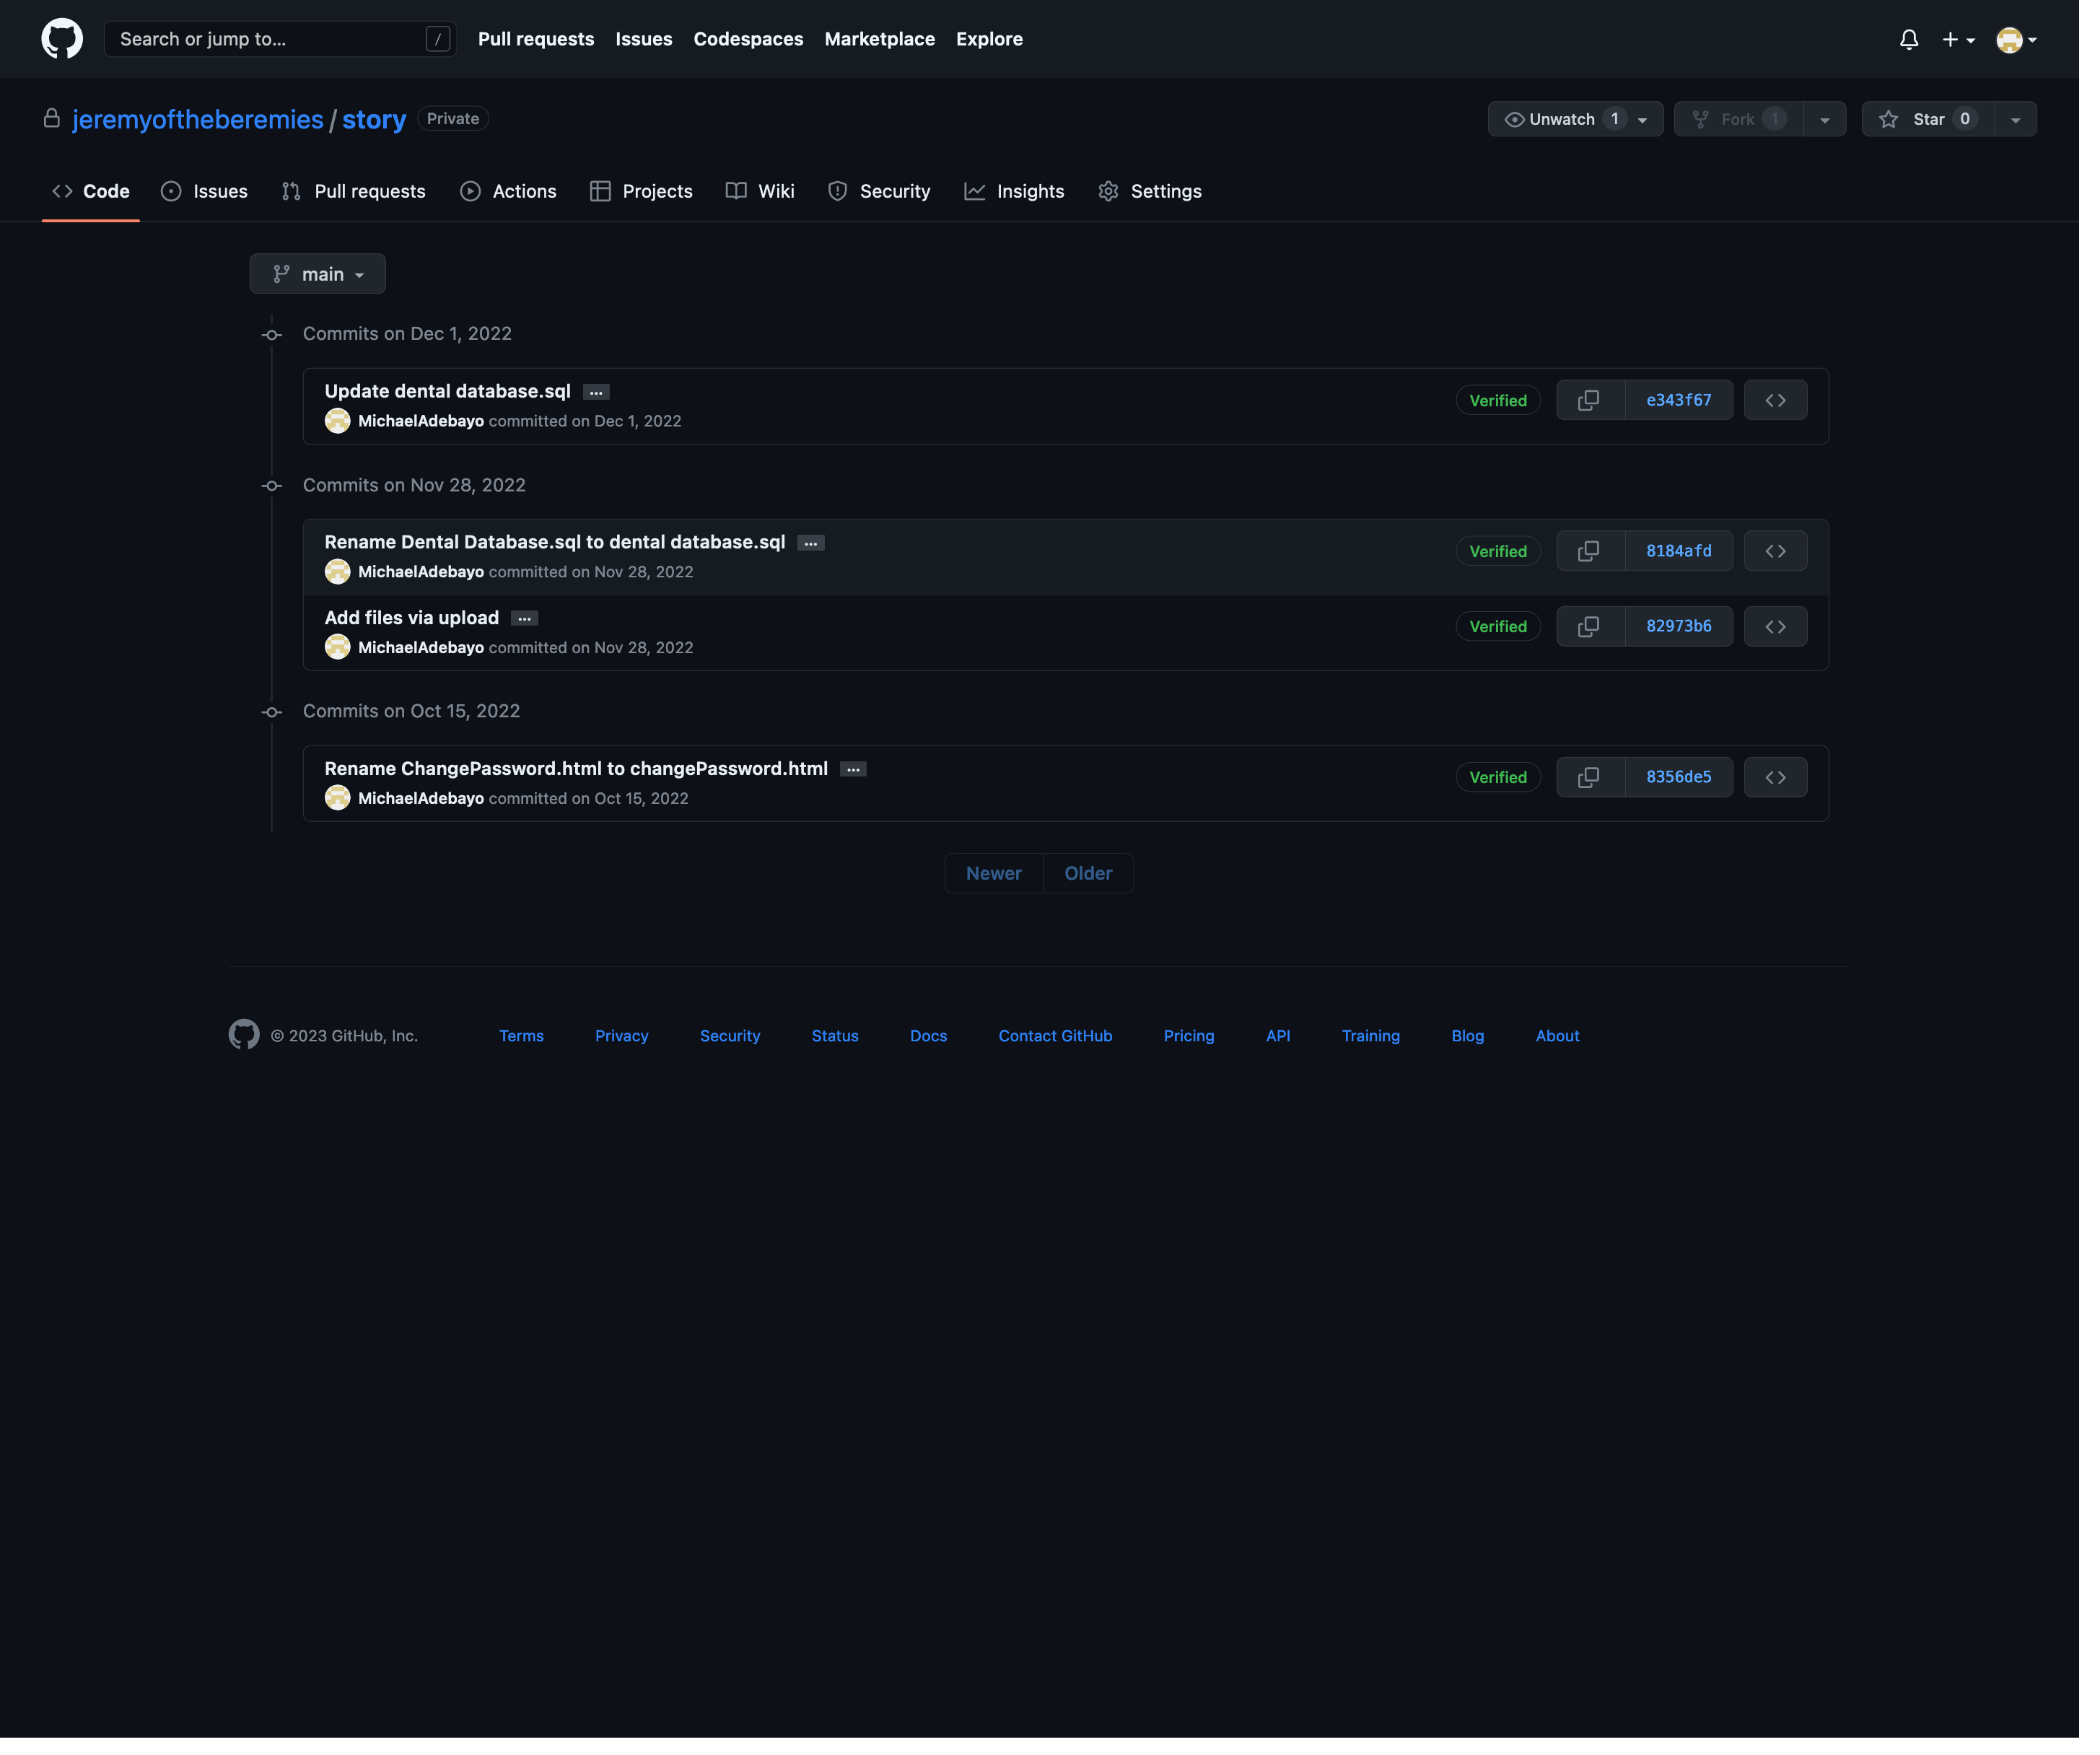 Search or jump to... / Pull requests Issues Codespaces Marketplace Explore
jeremyoftheberemies / story Private Unwatch 1 Fork 1 Star 0
Code Issues Pull requests Actions Projects Wiki Security Insights Settings
main
Commits on Dec 1, 2022
Update dental database.sql ...
Verified e343f67
MichaelAdebayo committed on Dec 1, 2022
Commits on Nov 28, 2022
Rename Dental Database.sql to dental database.sql ...
Verified 8184afd
MichaelAdebayo committed on Nov 28, 2022
Add files via upload ...
Verified 82973b6
MichaelAdebayo committed on Nov 28, 2022
Commits on Oct 15, 2022
Rename ChangePassword.html to changePassword.html ...
Verified 8356de5
MichaelAdebayo committed on Oct 15, 2022
Newer Older
© 2023 GitHub, Inc. Terms Privacy Security Status Docs Contact GitHub Pricing API Training Blog About